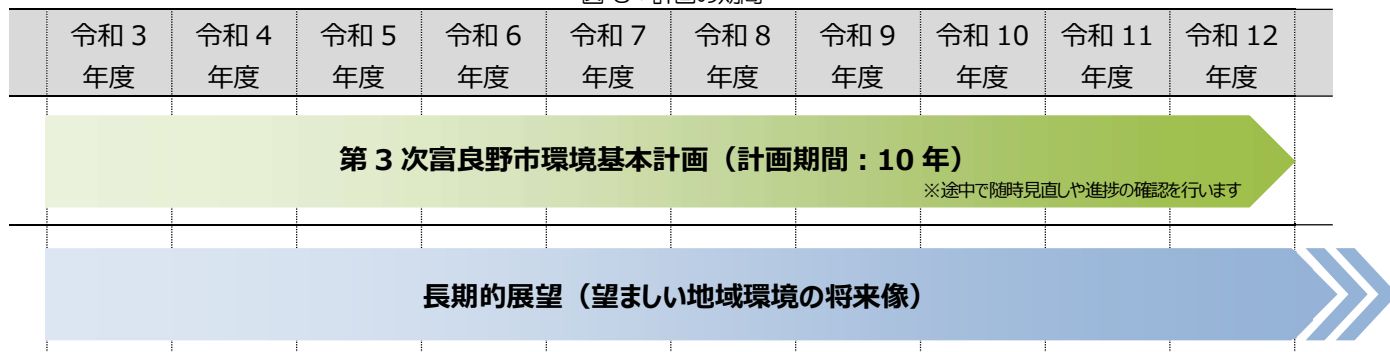 令和 3 令和 4 令和 5 令和 6 令和 7 令和 8 令和 9 令和 10 令和 11 令和 12
年度 年度 年度 年度 年度 年度 年度 年度 年度 年度
第 3 次富良野市環境基本計画（計画期間：10 年）
※途中で随時見直しや進捗の確認を行います
長期的展望（望ましい地域環境の将来像）